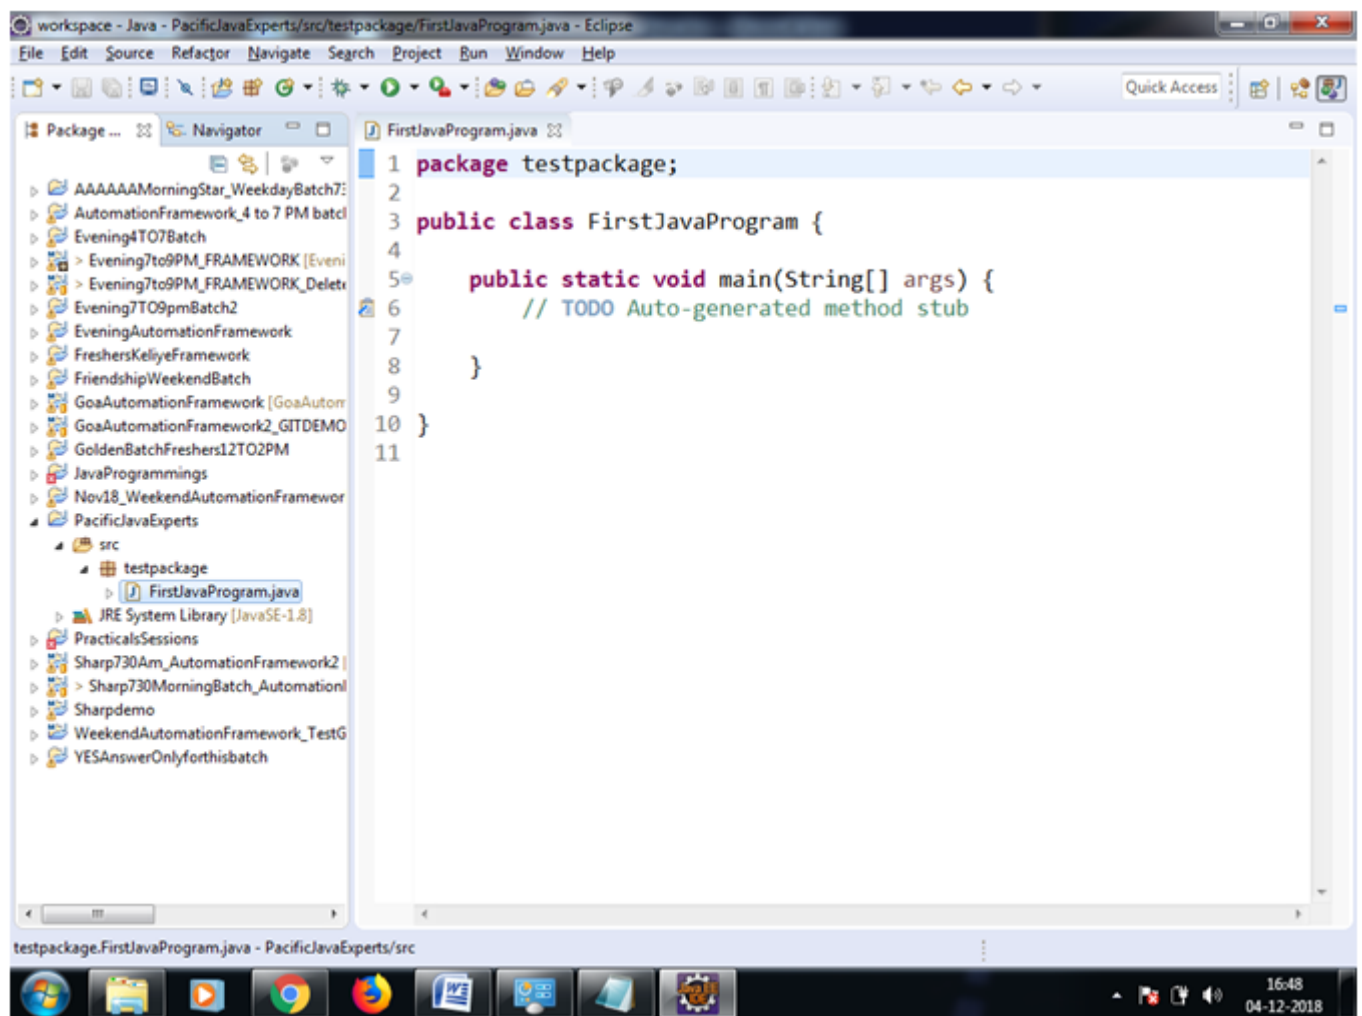 workspace - Java - PacificJavaExperts/src/testpackage/FirstJavaProgram.java - Eclipse
File Edit Source Refactor Navigate Search Project Run Window Help
Quick Access
Package ... Navigator
FirstJavaProgram.java
AAAAAAMorningStar_WeekdayBatch7:
AutomationFramework_4 to 7 PM batcl
Evening4TO7Batch
> Evening7to9PM_FRAMEWORK [Eveni
> Evening7to9PM_FRAMEWORK_Delete
Evening7TO9pmBatch2
EveningAutomationFramework
FreshersKeliyeFramework
FriendshipWeekendBatch
GoaAutomationFramework [GoaAutom
GoaAutomationFramework2_GITDEMO
GoldenBatchFreshers12TO2PM
JavaProgrammings
Nov18_WeekendAutomationFramewor
PacificJavaExperts
src
testpackage
FirstJavaProgram.java
JRE System Library [JavaSE-1.8]
PracticalsSessions
Sharp730Am_AutomationFramework2
> Sharp730MorningBatch_Automation
Sharpdemo
WeekendAutomationFramework_TestG
YESAnswerOnlyforthisbatch
1 package testpackage;
2
3 public class FirstJavaProgram {
4
5 public static void main(String[] args) {
6 // TODO Auto-generated method stub
7
8 }
9
10 }
11
testpackage.FirstJavaProgram.java - PacificJavaExperts/src
Java EE
IDE
16:48
04-12-2018